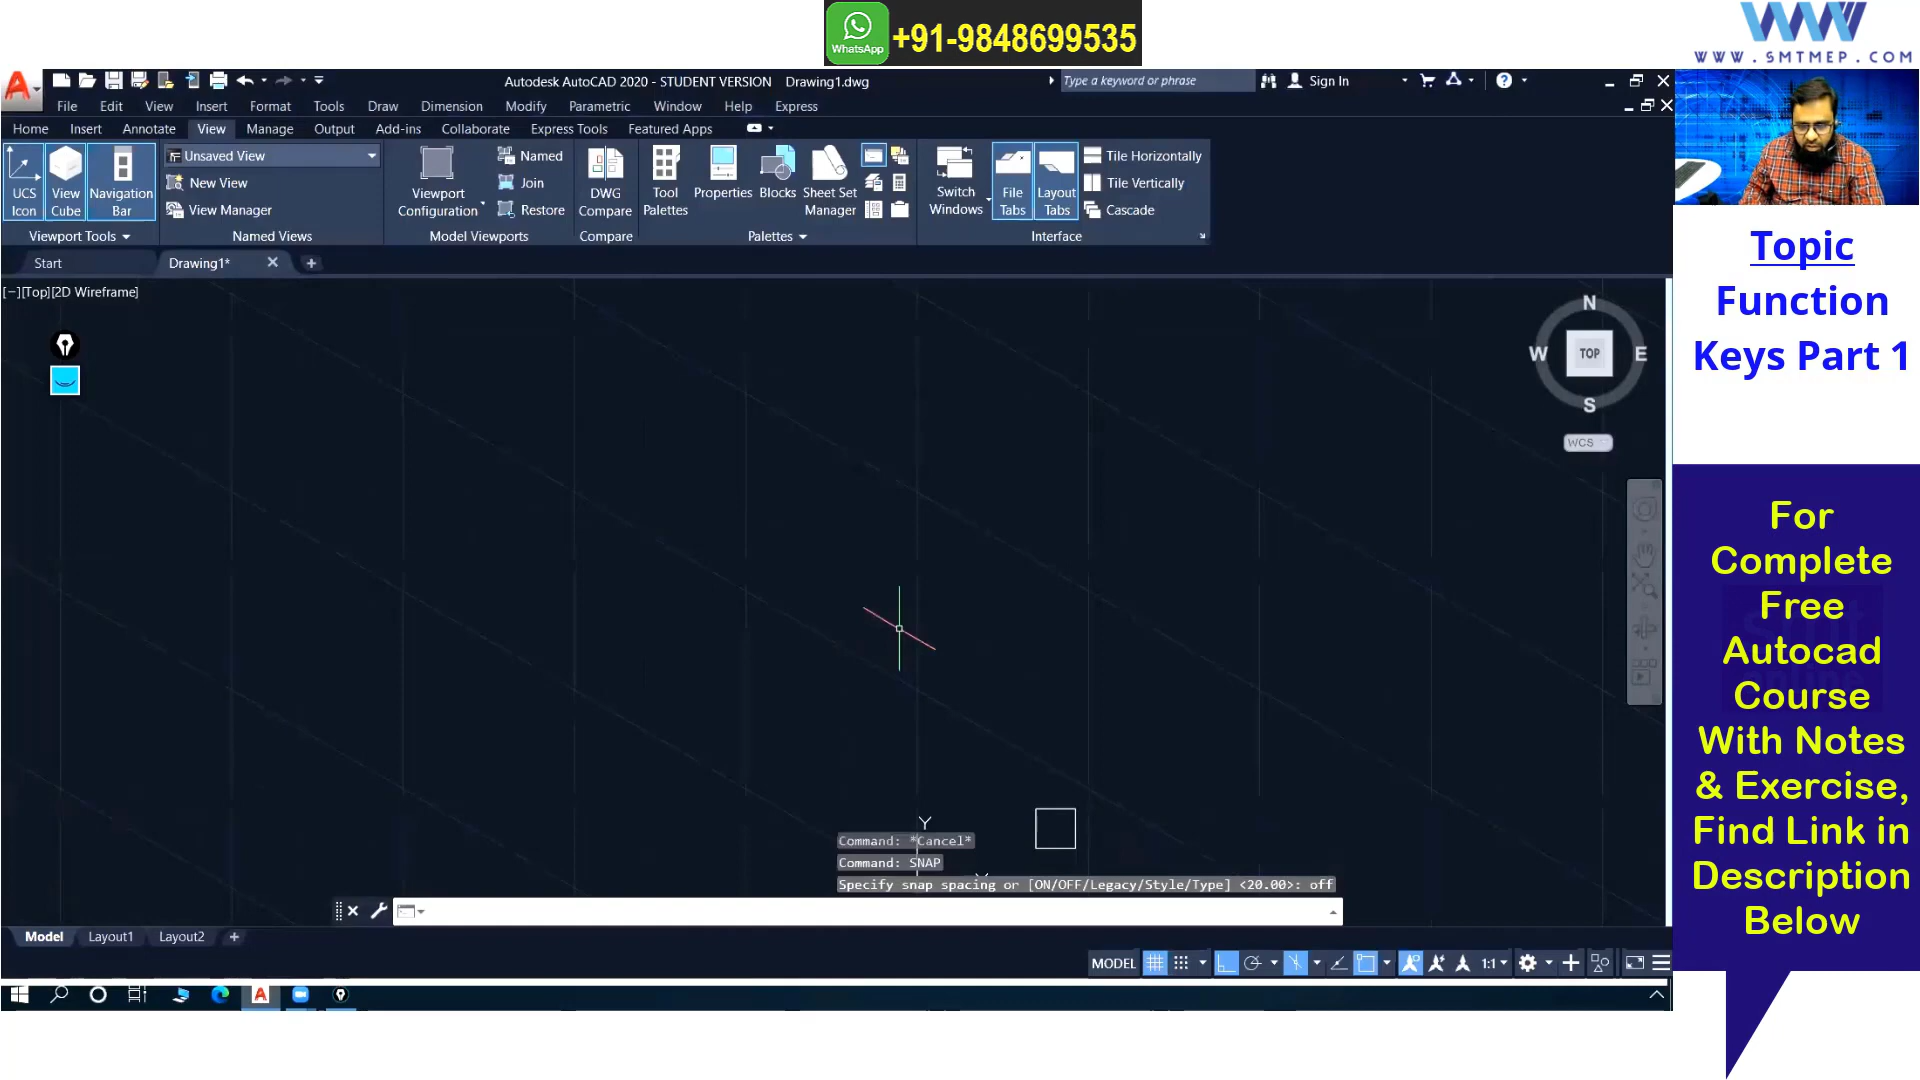 WhatsApp
+91-9848699535
WWW.SMTMEP.COM
Autodesk AutoCAD 2020 - STUDENT VERSION Drawing1.dwg
Type a keyword or phrase
Sign In
File Edit View Insert Format Tools Draw Dimension Modify Parametric Window Help Express
Home Insert Annotate View Manage Output Add-ins Collaborate Express Tools Featured Apps
UCS Icon
View Cube
Navigation Bar
Viewport Tools
Unsaved View
New View
View Manager
Named Views
Viewport Configuration
Named
Join
Restore
Model Viewports
DWG Compare
Compare
Tool Palettes
Properties
Blocks
Sheet Set Manager
Palettes
Switch Windows
File Tabs
Layout Tabs
Tile Horizontally
Tile Vertically
Cascade
Interface
Start
Drawing1*
[−][Top][2D Wireframe]
N
W TOP E
S
WCS
Y
Command: *Cancel*
Command: SNAP
Specify snap spacing or [ON/OFF/Legacy/Style/Type] <20.00>: off
Model Layout1 Layout2
MODEL
1:1
Topic
Function
Keys Part 1
For
Complete
Free
Autocad
Course
With Notes
& Exercise,
Find Link in
Description
Below